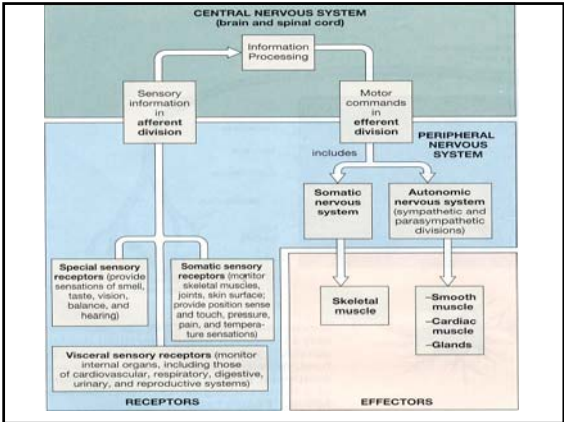 CENTRAL NERVOUS SYSTEM
(brain and spinal cord)
Information
Processing
Sensory
information
in
afferent
division
Motor
commands
in
efferent
division
includes
PERIPHERAL
NERVOUS
SYSTEM
Somatic
nervous
system
Autonomic
nervous system
(sympathetic and
parasympathetic
divisions)
Special sensory
receptors (provide
sensations of smell,
taste, vision,
balance, and
hearing)
Somatic sensory
receptors (monitor
skeletal muscles,
joints, skin surface;
provide position sense
and touch, pressure,
pain, and tempera-
ture sensations)
Visceral sensory receptors (monitor
internal organs, including those
of cardiovascular, respiratory, digestive,
urinary, and reproductive systems)
RECEPTORS
Skeletal
muscle
–Smooth
muscle
–Cardiac
muscle
–Glands
EFFECTORS